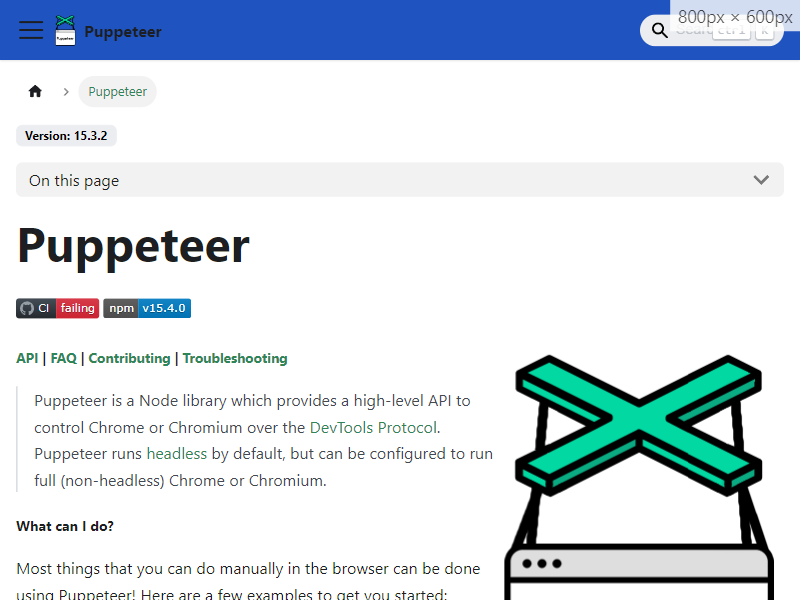 Puppeteer
800px × 600px
ctrl K
Puppeteer
Version: 15.3.2
On this page
Puppeteer
CI failing npm v15.4.0
API | FAQ | Contributing | Troubleshooting
Puppeteer is a Node library which provides a high-level API to
control Chrome or Chromium over the DevTools Protocol.
Puppeteer runs headless by default, but can be configured to run
full (non-headless) Chrome or Chromium.
What can I do?
Most things that you can do manually in the browser can be done
using Puppeteer! Here are a few examples to get you started: